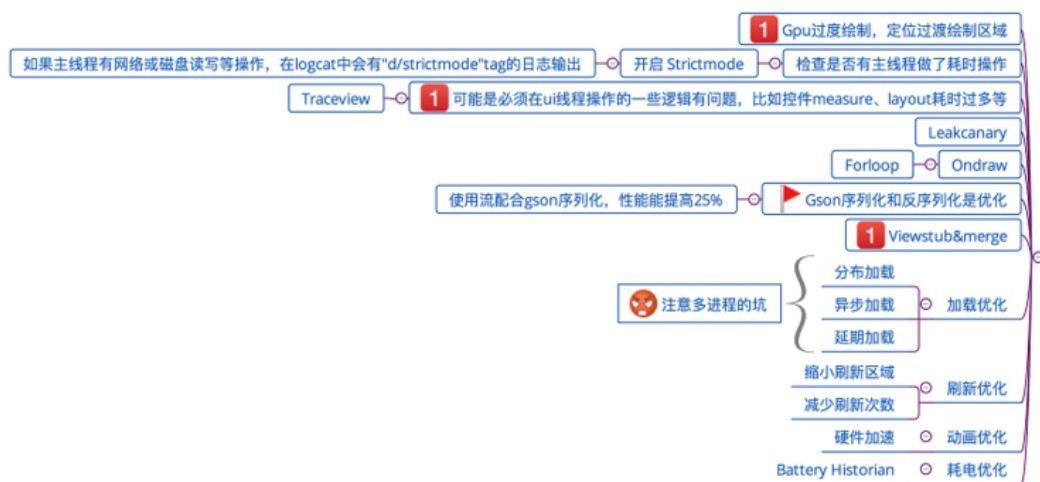 1 Gpu过度绘制，定位过渡绘制区域
如果主线程有网络或磁盘读写等操作，在logcat中会有"d/strictmode"tag的日志输出 开启 Strictmode 检查是否有主线程做了耗时操作
Traceview 1 可能是必须在ui线程操作的一些逻辑有问题，比如控件measure、layout耗时过多等
Leakcanary
Forloop Ondraw
使用流配合gson序列化，性能能提高25% Gson序列化和反序列化是优化
1 Viewstub&merge
分布加载
注意多进程的坑 异步加载 加载优化
延期加载
缩小刷新区域
刷新优化
减少刷新次数
硬件加速 动画优化
Battery Historian 耗电优化